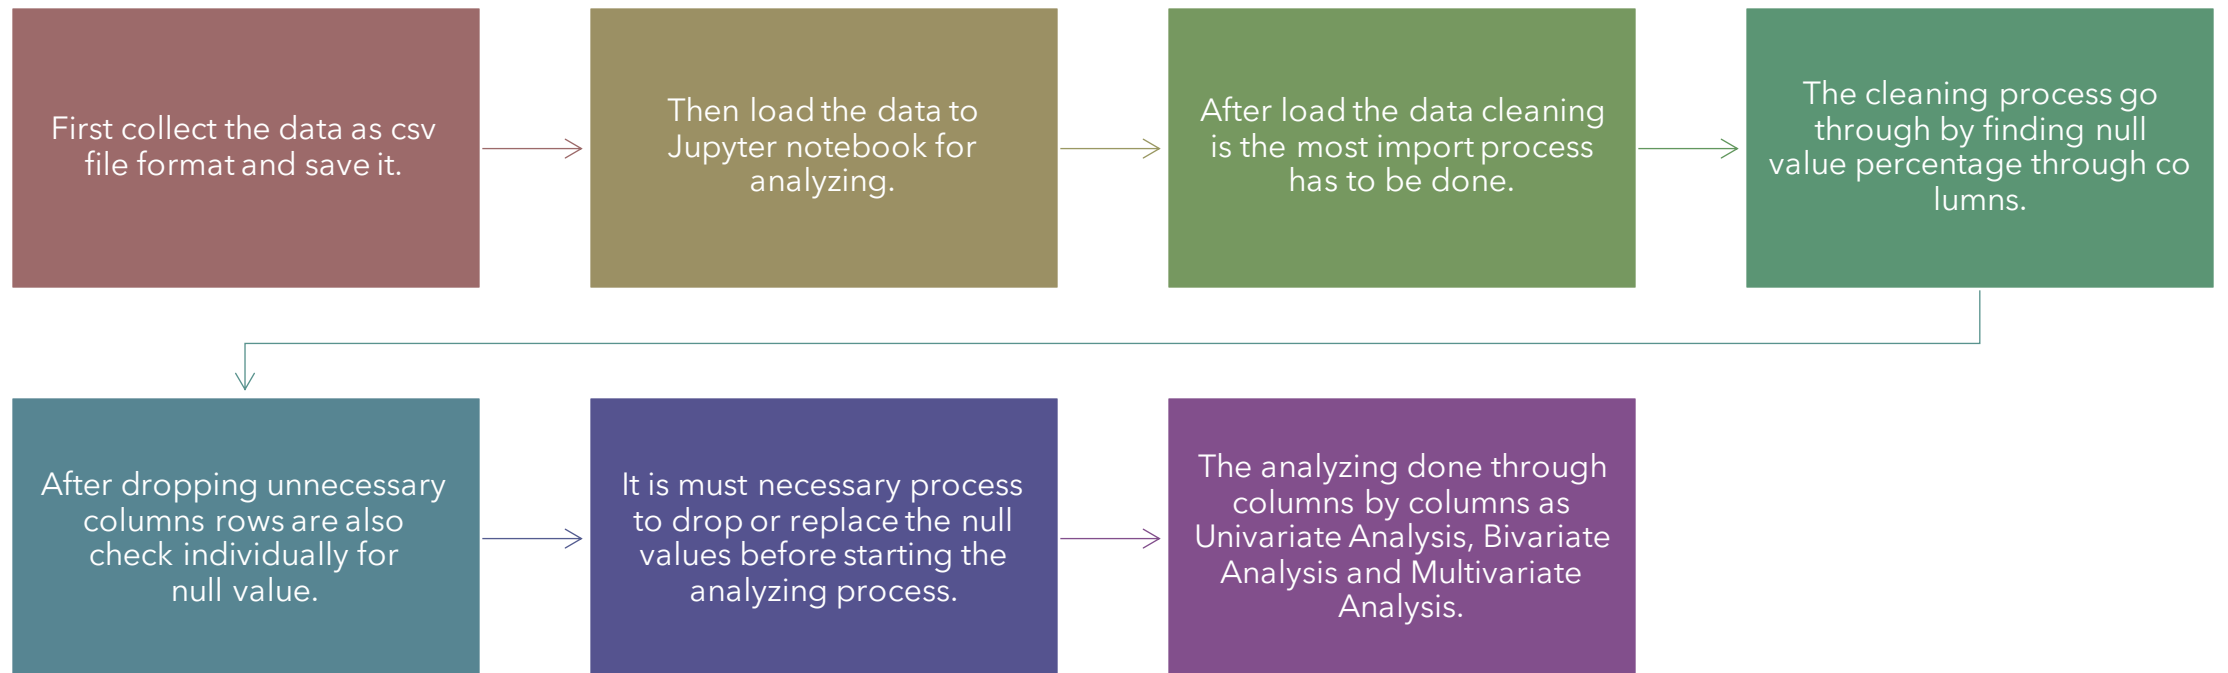 First collect the data as csv
file format and save it.
Then load the data to
Jupyter notebook for
analyzing.
After load the data cleaning
is the most import process
has to be done.
The cleaning process go
through by finding null
value percentage through co
lumns.
After dropping unnecessary
columns rows are also
check individually for
null value.
It is must necessary process
to drop or replace the null
values before starting the
analyzing process.
The analyzing done through
columns by columns as
Univariate Analysis, Bivariate
Analysis and Multivariate
Analysis.